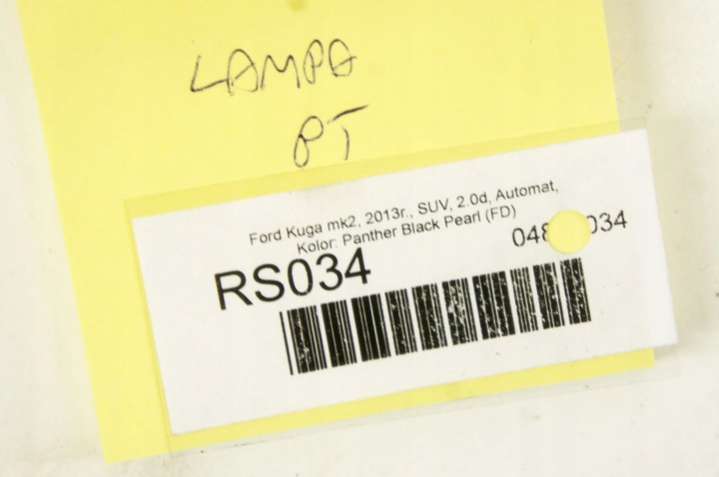 LAMPA
PT
Ford Kuga mk2, 2013r., SUV, 2.0d, Automat,
Kolor: Panther Black Pearl (FD)
RS034